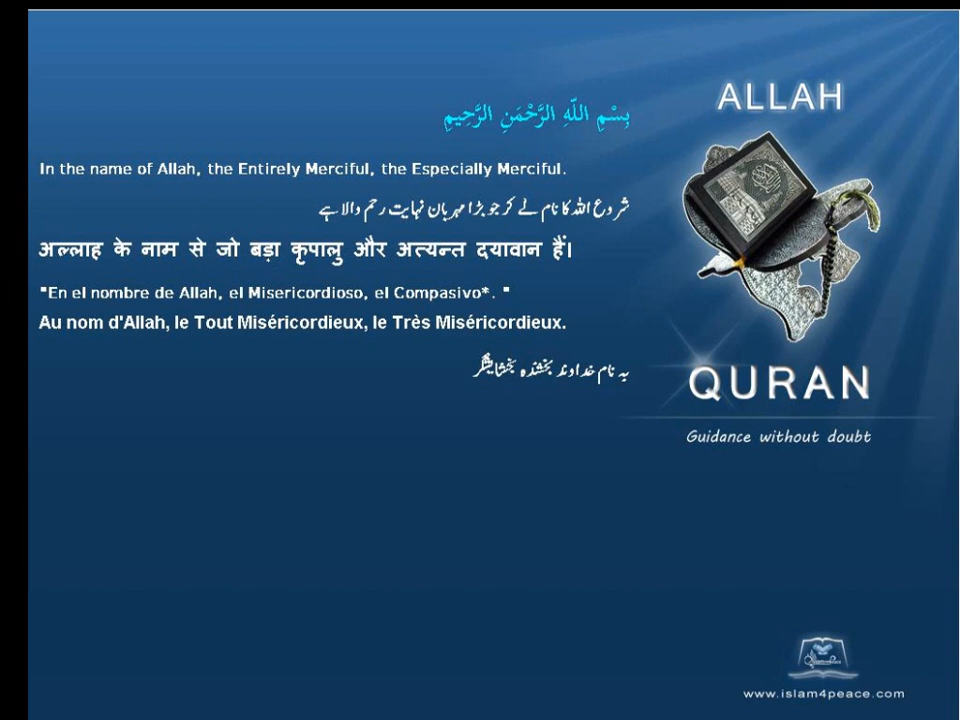 بِسْمِ اللّهِ الرَّحْمَنِ الرَّحِيمِ
In the name of Allah, the Entirely Merciful, the Especially Merciful.
شروع اللہ کا نام لے کر جو بڑا مہربان نہایت رحم والا ہے
अल्लाह के नाम से जो बड़ा कृपालु और अत्यन्त दयावान हैं।
"En el nombre de Allah, el Misericordioso, el Compasivo*. "
Au nom d'Allah, le Tout Miséricordieux, le Très Miséricordieux.
به نام خداوند بخشنده بخشایشگر
ALLAH
QURAN
Guidance without doubt
www.islam4peace.com